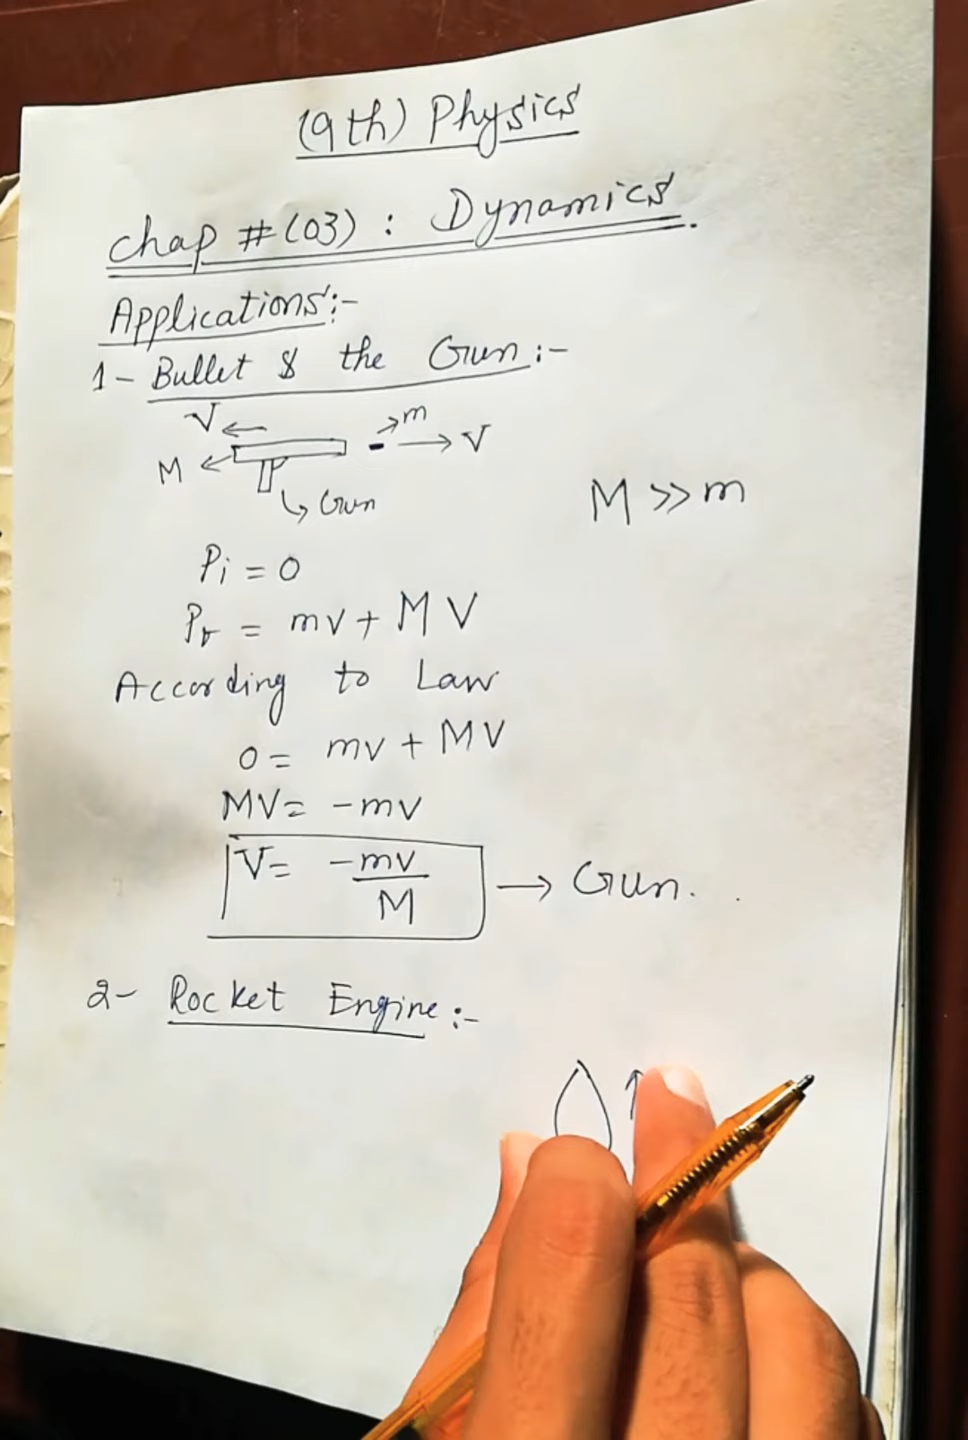 (9th) Physics
Chap #(03) : Dynamics.
Applications:-
1- Bullet & the Gun:-
V
m
V
M
Gun
M >> m
Pi = 0
Pf = mv + MV
According to Law
0 = mv + MV
MV = -mv
V = -mv/M → Gun.
2- Rocket Engine:-